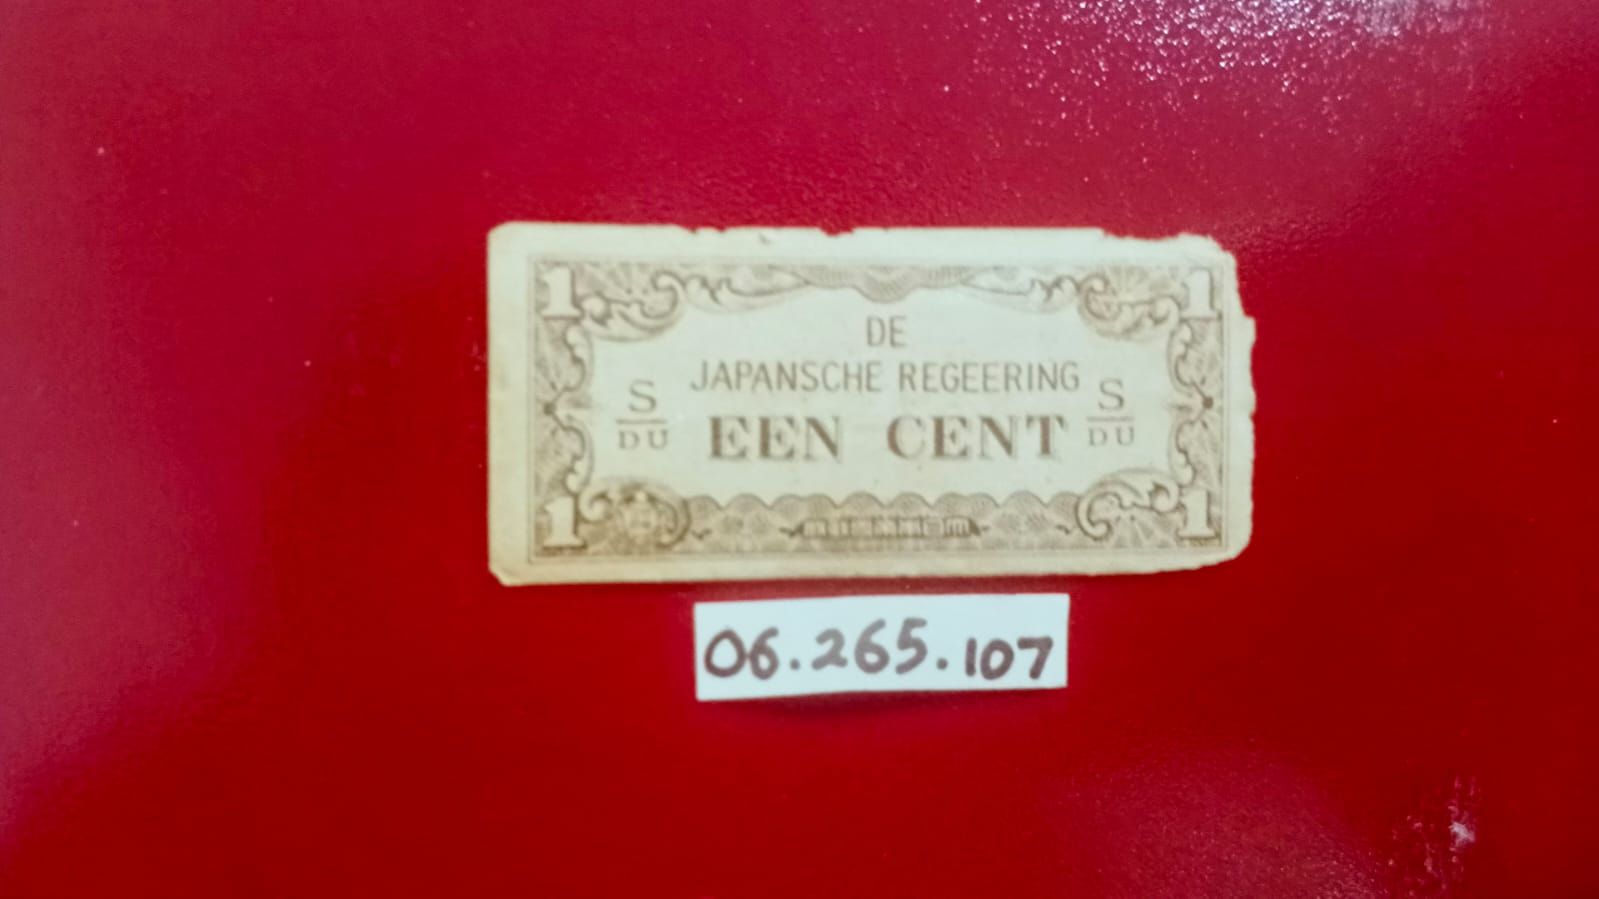 1 1
DE
JAPANSCHE REGEERING
S S
DU DU
EEN CENT
1 1
06.265.107